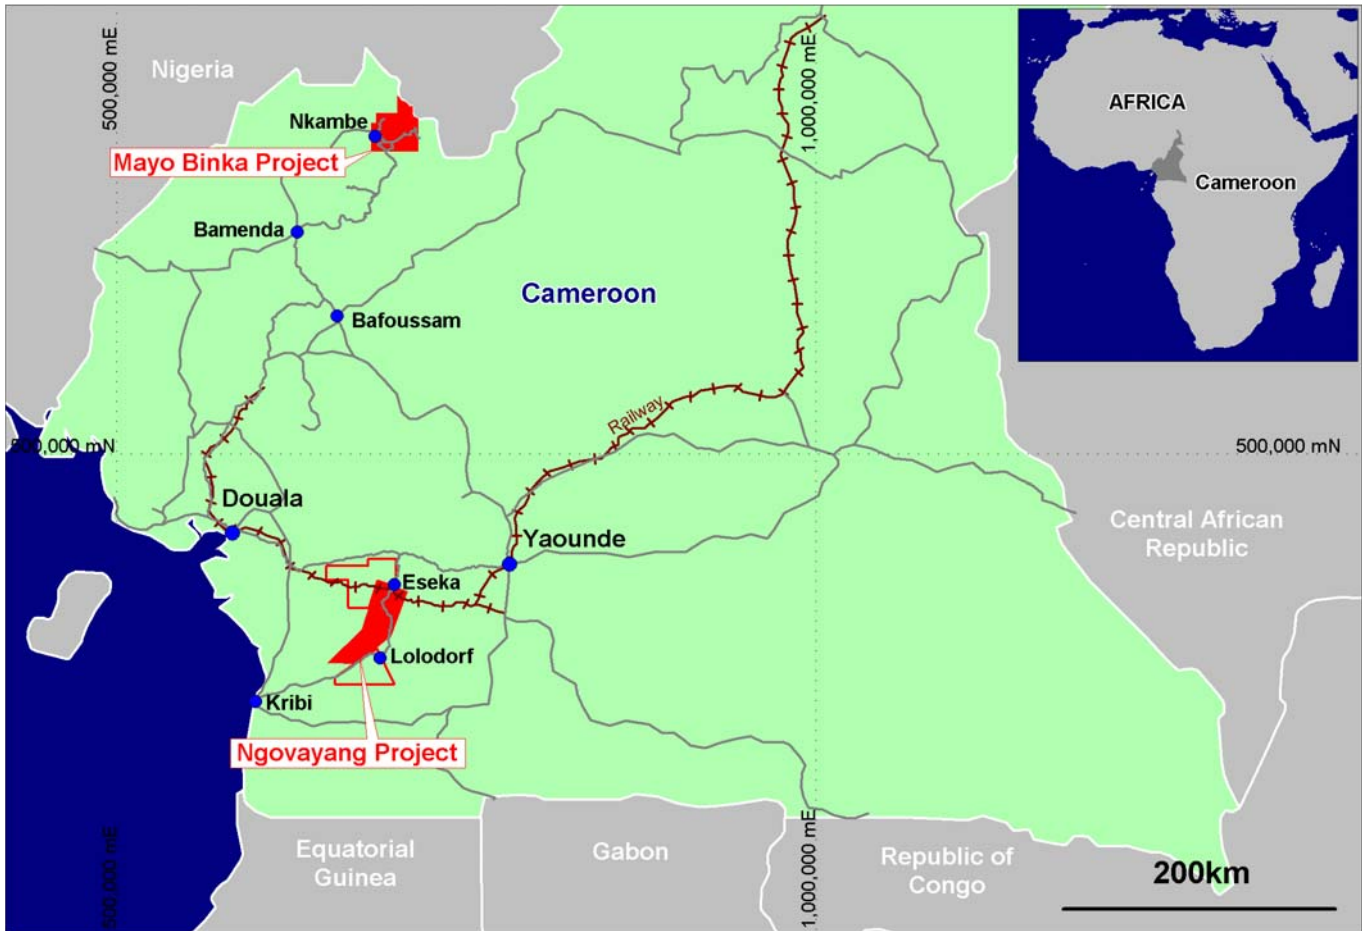 Nigeria
500,000 mE
1,000,000 mE
AFRICA
Cameroon
Nkambe
Mayo Binka Project
Bamenda
Cameroon
Bafoussam
Railway
500,000 mN
500,000 mN
Douala
Yaounde
Central African
Republic
Eseka
Lolodorf
Kribi
Ngovayang Project
500,000 mE
Equatorial
Guinea
Gabon
1,000,000 mE
Republic of
Congo
200km